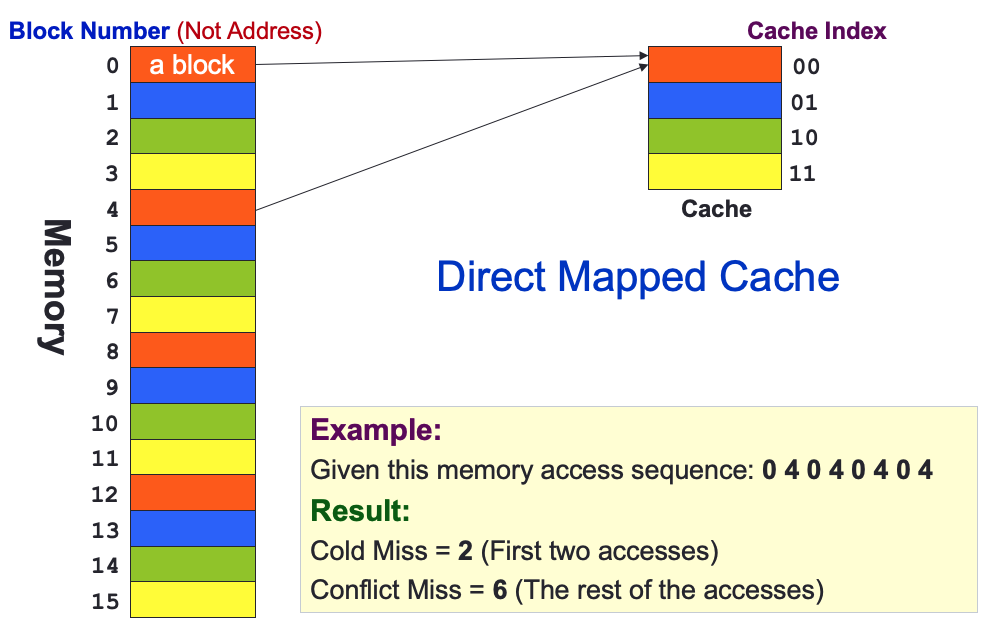 Block Number (Not Address)
Cache Index
0
a block
1
2
3
4
5
6
7
8
9
10
11
12
13
14
15
Memory
00
01
10
11
Cache
Direct Mapped Cache
Example:
Given this memory access sequence: 0 4 0 4 0 4 0 4
Result:
Cold Miss = 2 (First two accesses)
Conflict Miss = 6 (The rest of the accesses)